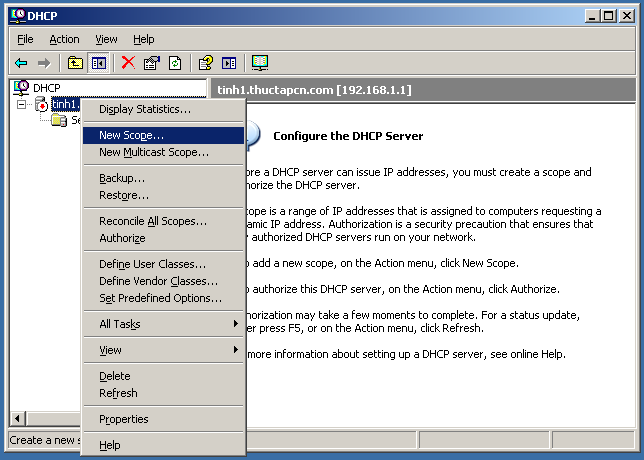 DHCP
File Action View Help
DHCP
tinh1.
tinh1.thuctapcn.com [192.168.1.1]
Display Statistics...
New Scope...
New Multicast Scope...
Backup...
Restore...
Reconcile All Scopes...
Authorize
Define User Classes...
Define Vendor Classes...
Set Predefined Options...
All Tasks
View
Delete
Refresh
Properties
Help
Configure the DHCP Server
ore a DHCP server can issue IP addresses, you must create a scope and
horize the DHCP server.
cope is a range of IP addresses that is assigned to computers requesting a
amic IP address. Authorization is a security precaution that ensures that
y authorized DHCP servers run on your network.
o add a new scope, on the Action menu, click New Scope.
o authorize this DHCP server, on the Action menu, click Authorize.
horization may take a few moments to complete. For a status update,
er press F5, or on the Action menu, click Refresh.
more information about setting up a DHCP server, see online Help.
Create a new s